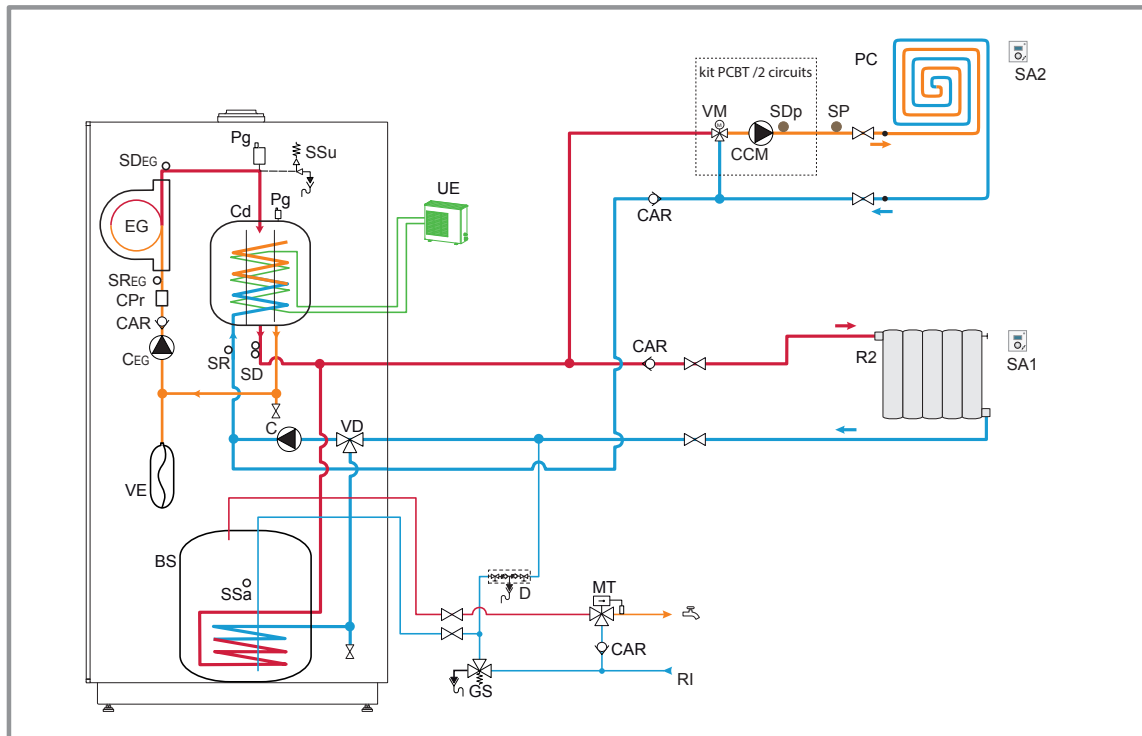 kit PCBT /2 circuits
PC
SA2
VM
SDp
SP
CCM
Pg
SSu
SDEG
UE
Cd
Pg
EG
CAR
SREG
CPr
CAR
CAR
R2
SA1
CEG
SR
SD
C
VD
VE
BS
SSa
D
MT
CAR
GS
RI
M